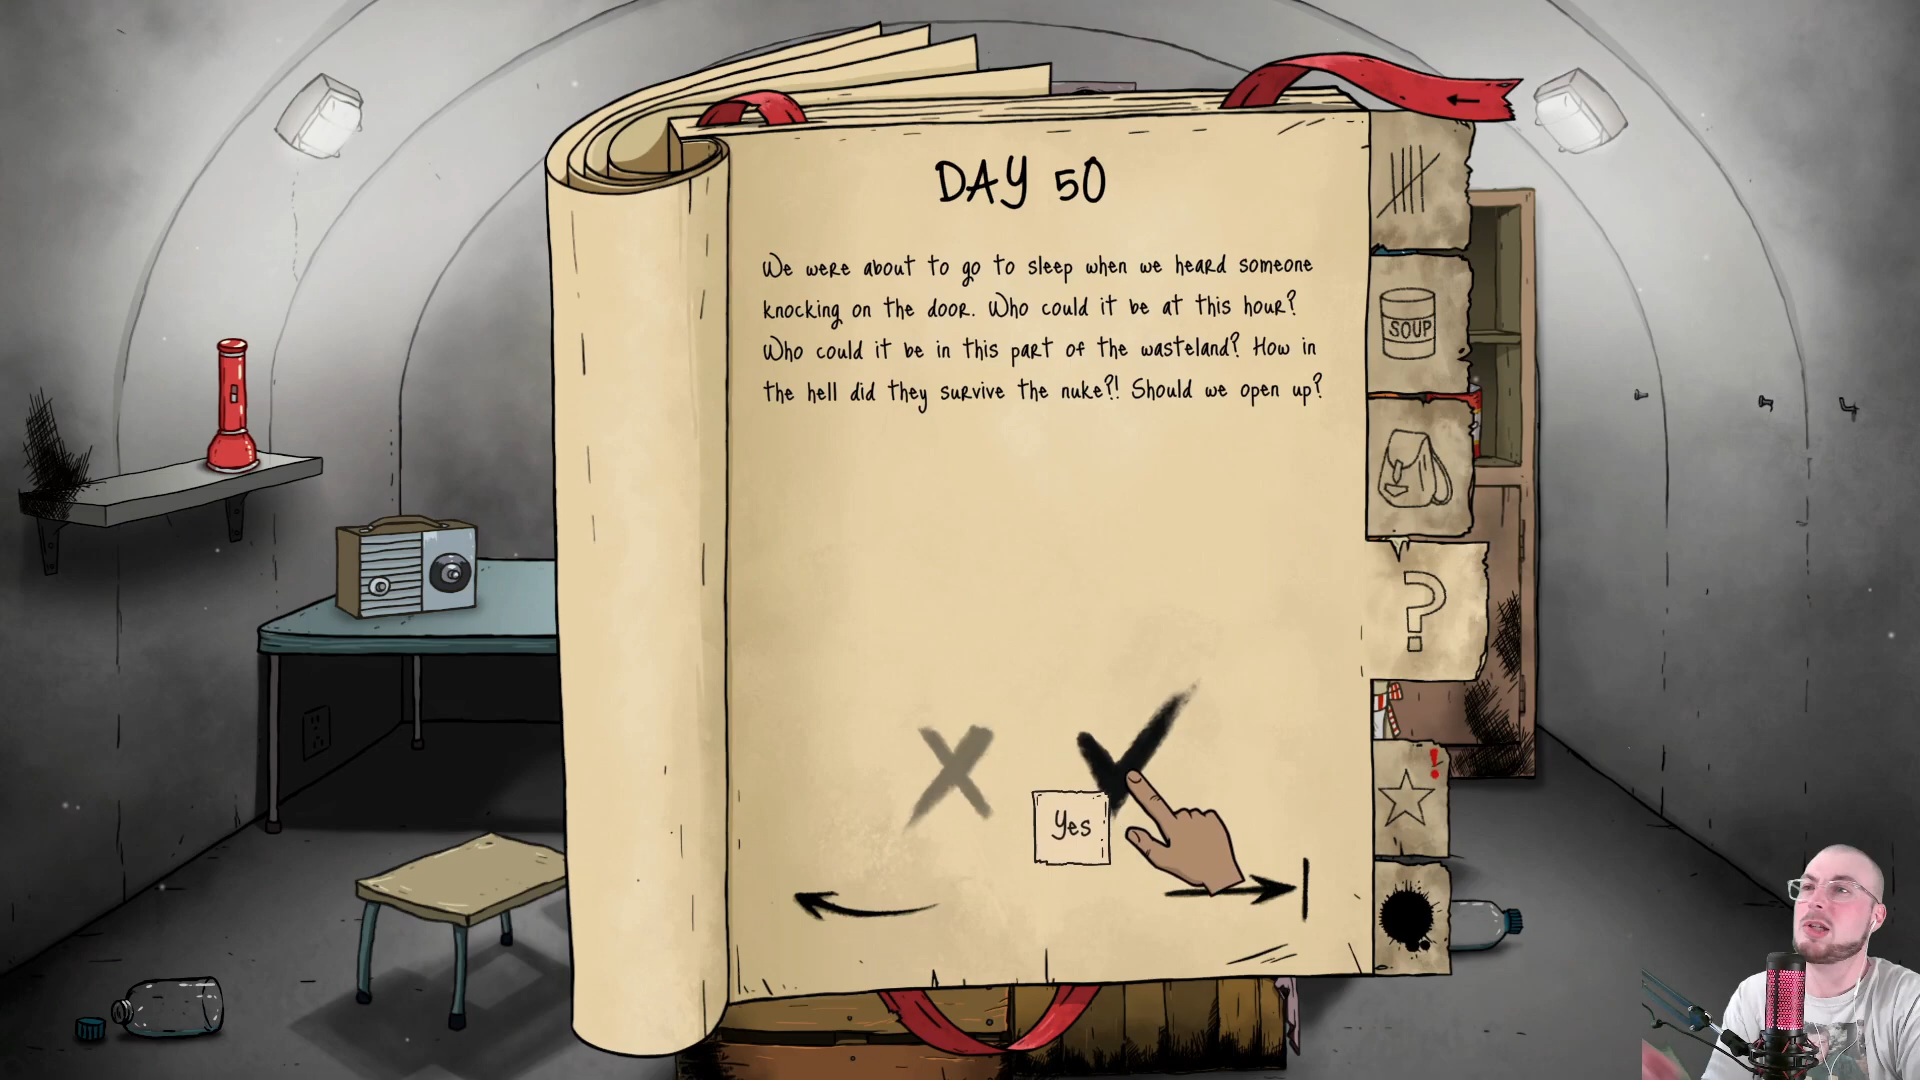 DAY 50
We were about to go to sleep when we heard someone
knocking on the door. Who could it be at this hour?
Who could it be in this part of the wasteland? How in
the hell did they survive the nuke?! Should we open up?
SOUP
?
!
Yes